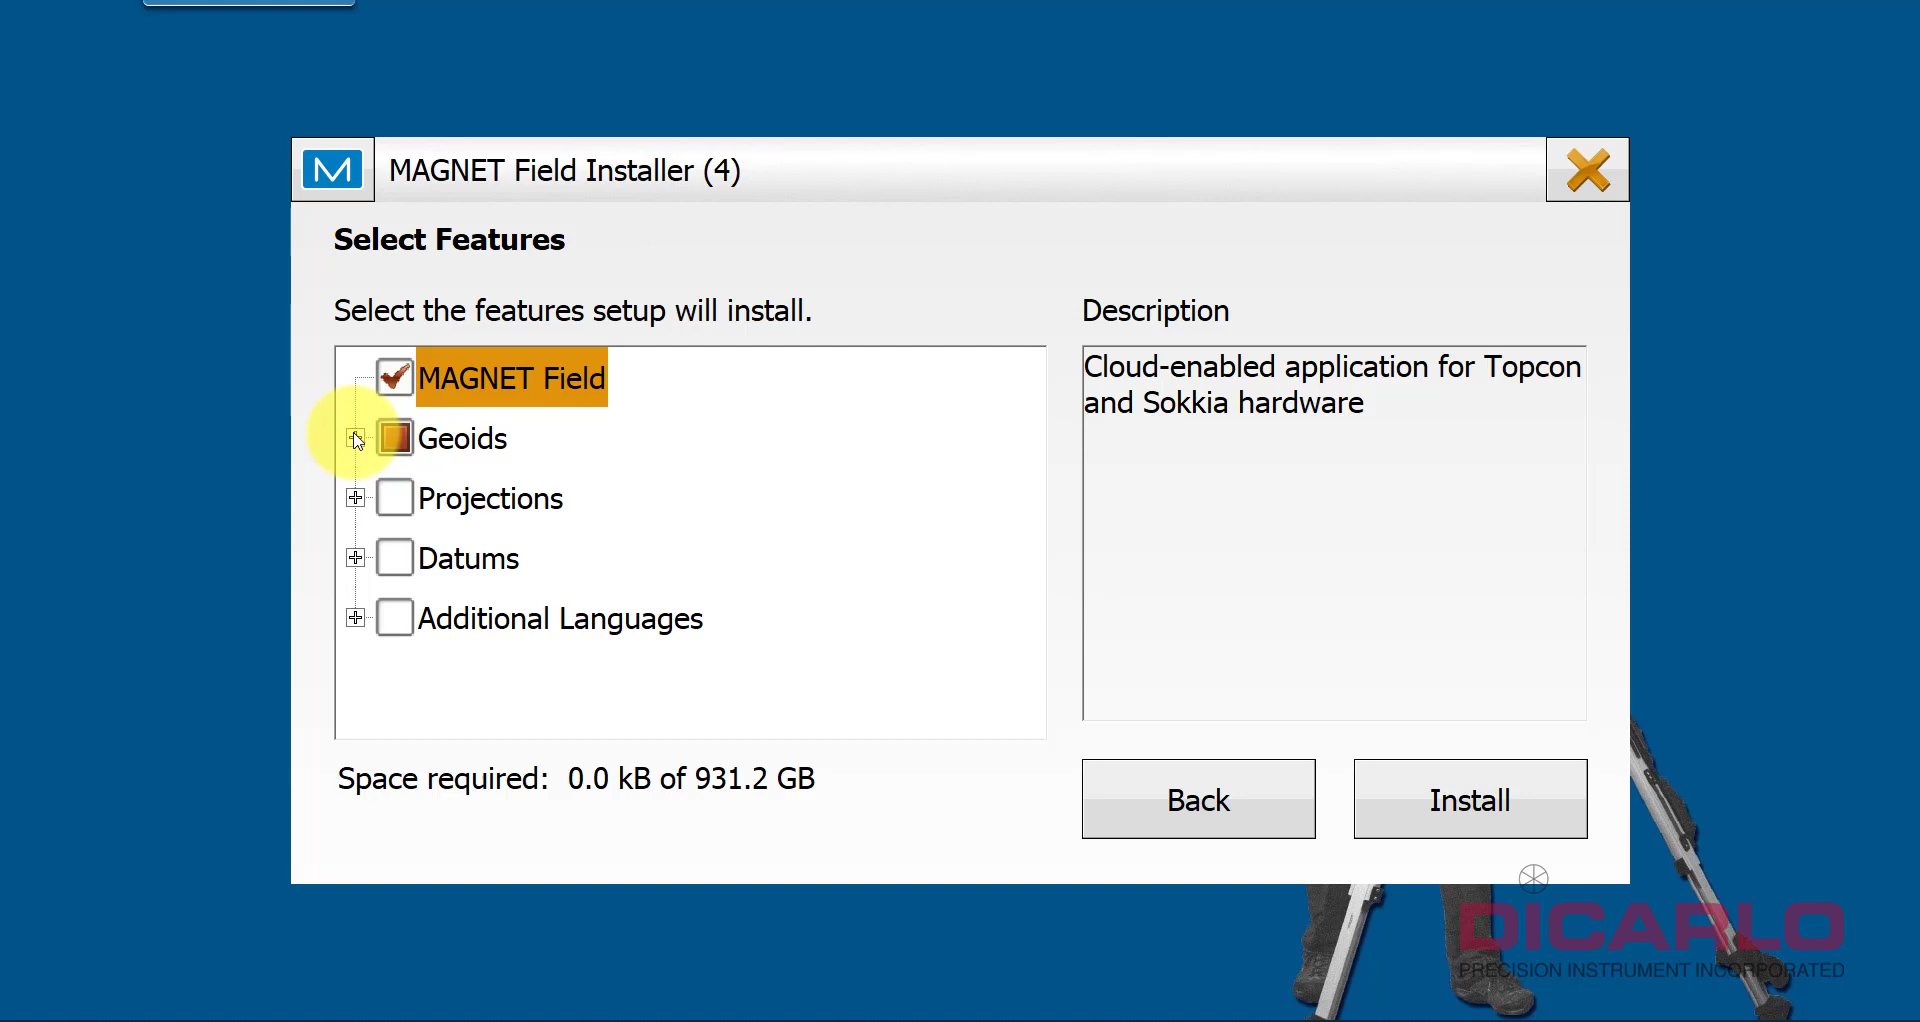 MAGNET Field Installer (4)
Select Features
Select the features setup will install.
Description
MAGNET Field
Geoids
Projections
Datums
Additional Languages
Cloud-enabled application for Topcon
and Sokkia hardware
Space required: 0.0 kB of 931.2 GB
Back
Install
DICARLO
PRECISION INSTRUMENT INCORPORATED